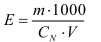 E = m · 1000 / C_N · V